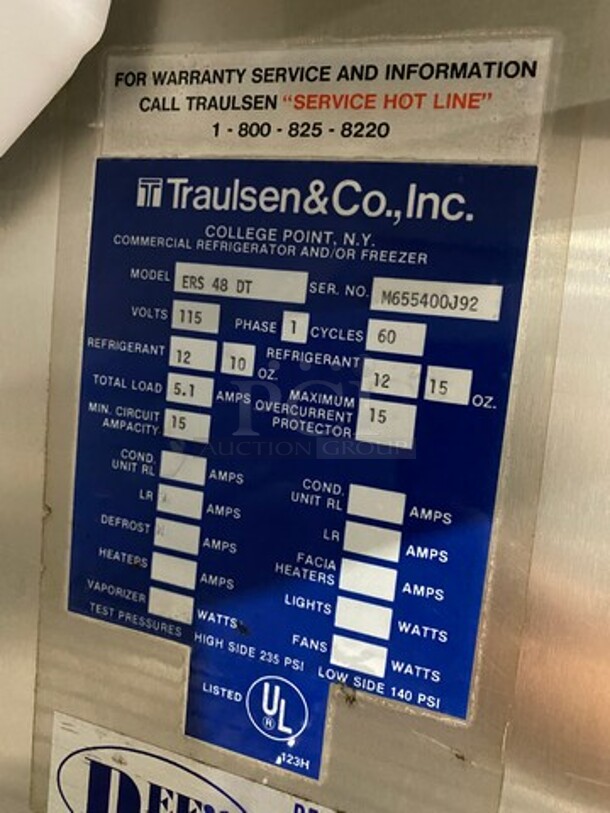 FOR WARRANTY SERVICE AND INFORMATION
CALL TRAULSEN "SERVICE HOT LINE"
1 - 800 - 825 - 8220
Traulsen & Co., Inc.
COLLEGE POINT, N.Y.
COMMERCIAL REFRIGERATOR AND/OR FREEZER
MODEL ERS 48 DT SER. NO. M655400J92
VOLTS 115 PHASE 1 CYCLES 60
REFRIGERANT 12 10 OZ. REFRIGERANT 12 15 OZ.
TOTAL LOAD 5.1 AMPS MAXIMUM OVERCURRENT PROTECTOR 15
MIN. CIRCUIT AMPACITY 15
COND. UNIT RL AMPS COND. UNIT RL AMPS
LR AMPS LR AMPS
DEFROST AMPS FACIA HEATERS AMPS
HEATERS AMPS LIGHTS WATTS
VAPORIZER WATTS FANS WATTS
TEST PRESSURES HIGH SIDE 235 PSI LOW SIDE 140 PSI
LISTED UL ®
123H
AUCTION GROUP